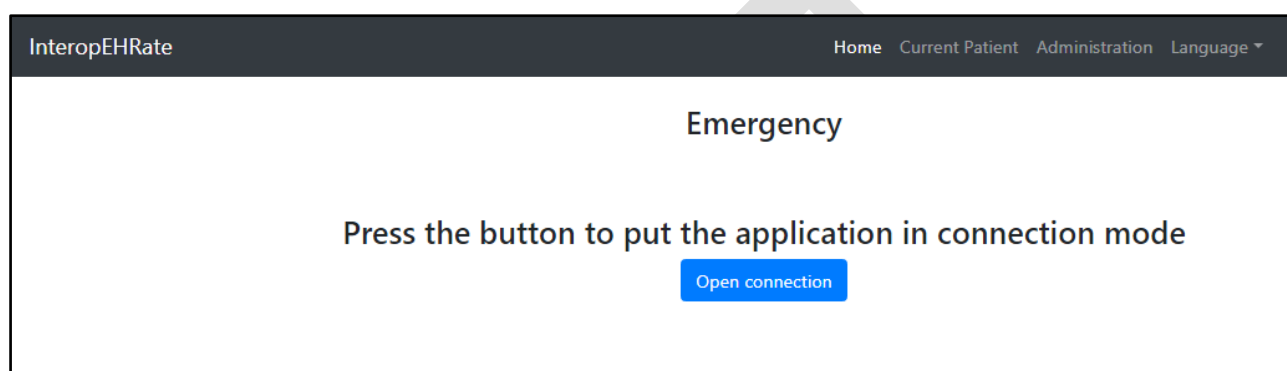 InteropEHRate Home Current Patient Administration Language
Emergency
Press the button to put the application in connection mode
Open connection